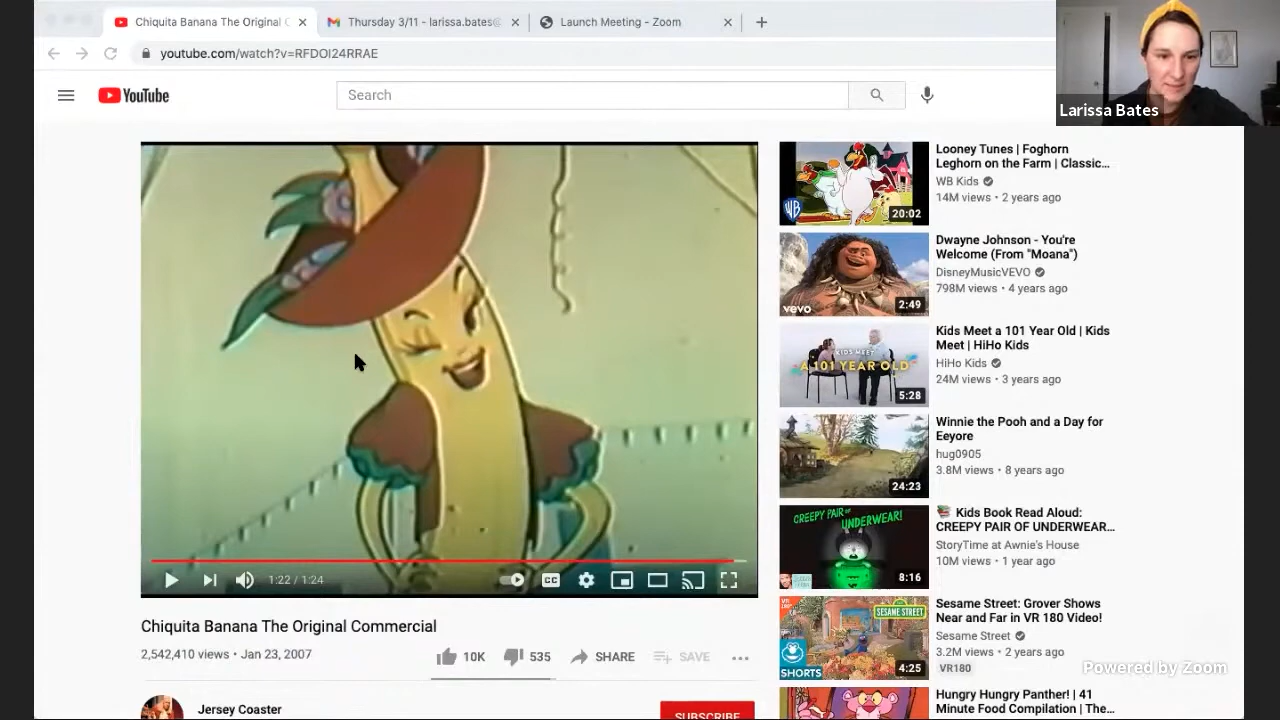 Chiquita Banana The Original C
Thursday 3/11 - larissa.bates@
Launch Meeting - Zoom
youtube.com/watch?v=RFDOI24RRAE
YouTube
Search
Larissa Bates
Looney Tunes | Foghorn
Leghorn on the Farm | Classic...
WB Kids
14M views • 2 years ago
20:02
Dwayne Johnson - You're
Welcome (From "Moana")
DisneyMusicVEVO
798M views • 4 years ago
vevo
2:49
Kids Meet a 101 Year Old | Kids
Meet | HiHo Kids
HiHo Kids
24M views • 3 years ago
KIDS MEET
A 101 YEAR OLD
5:28
Winnie the Pooh and a Day for
Eeyore
hug0905
3.8M views • 8 years ago
24:23
Kids Book Read Aloud:
CREEPY PAIR OF UNDERWEAR...
StoryTime at Awnie's House
10M views • 1 year ago
CREEPY PAIR OF UNDERWEAR!
8:16
Sesame Street: Grover Shows
Near and Far in VR 180 Video!
Sesame Street
3.2M views • 2 years ago
VR180
SESAME STREET
SHORTS
4:25
Hungry Hungry Panther! | 41
Minute Food Compilation | The...
1:22 / 1:24
CC
Chiquita Banana The Original Commercial
2,542,410 views • Jan 23, 2007
10K
535
SHARE
SAVE
Jersey Coaster
SUBSCRIBE
Powered by Zoom